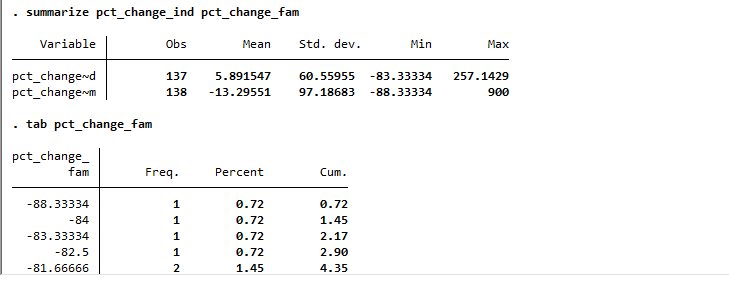 . summarize pct_change_ind pct_change_fam
Variable Obs Mean Std. dev. Min Max
pct_change~d 137 5.891547 60.55955 -83.33334 257.1429
pct_change~m 138 -13.29551 97.18683 -88.33334 900
. tab pct_change_fam
pct_change_
fam Freq. Percent Cum.
-88.33334 1 0.72 0.72
-84 1 0.72 1.45
-83.33334 1 0.72 2.17
-82.5 1 0.72 2.90
-81.66666 2 1.45 4.35